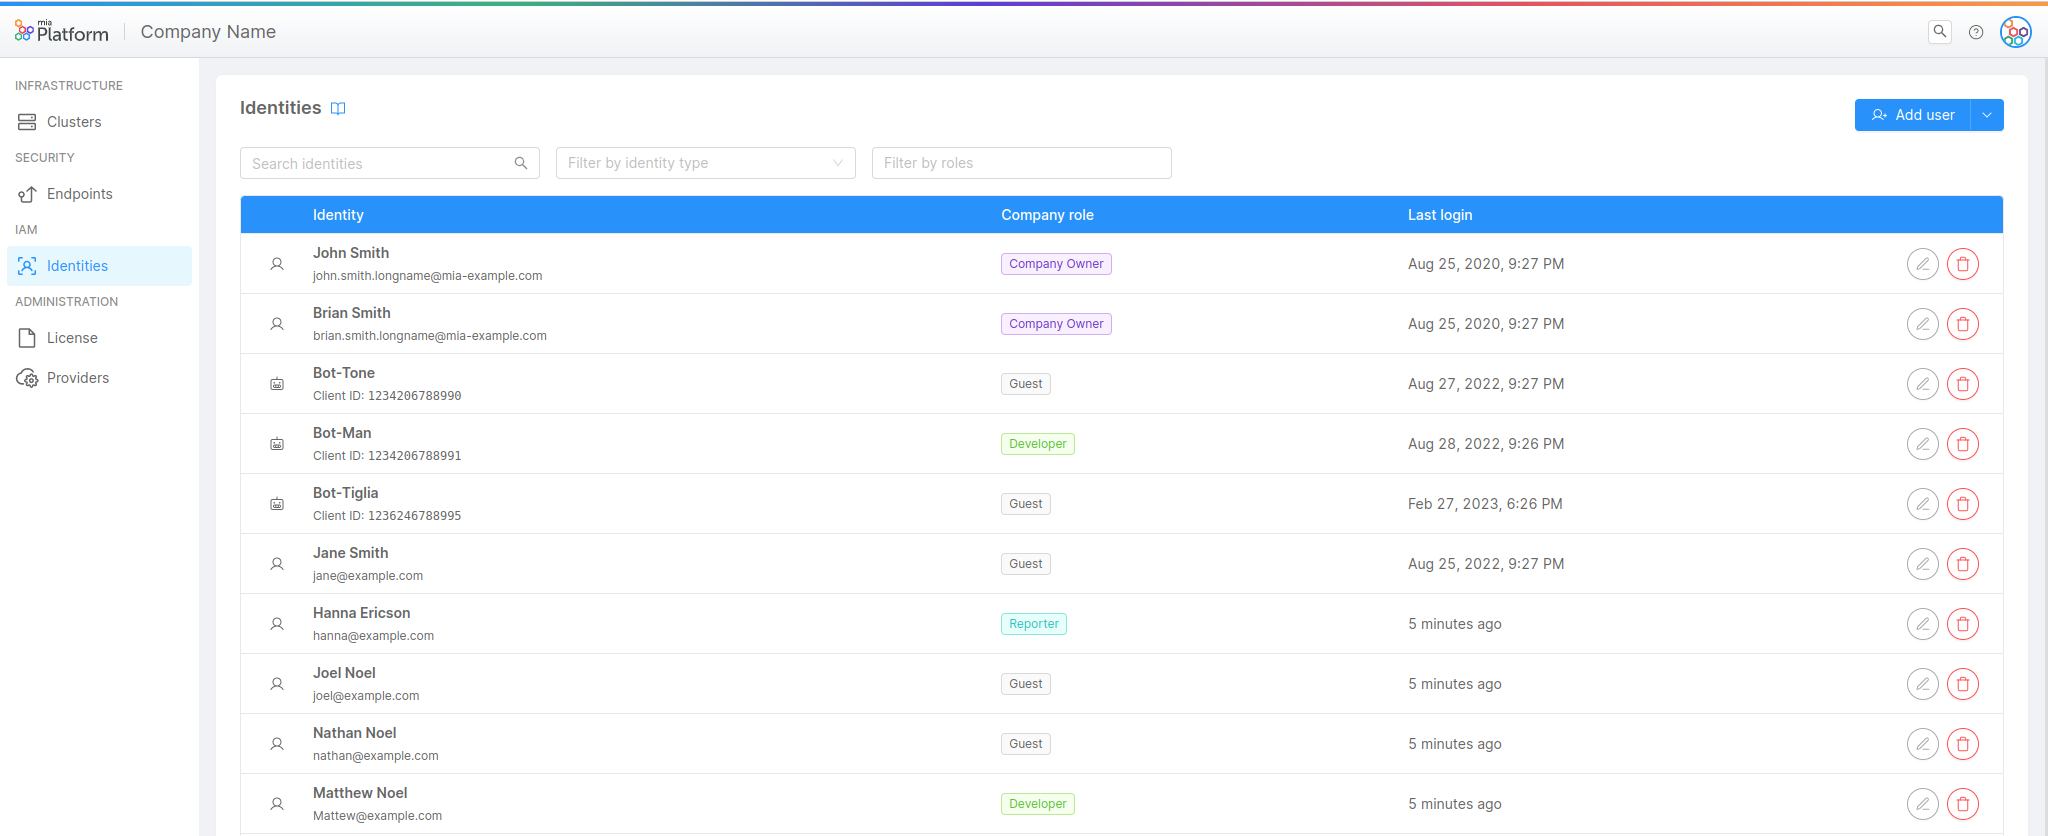 mia
Platform
Company Name
INFRASTRUCTURE
Clusters
SECURITY
Endpoints
IAM
Identities
ADMINISTRATION
License
Providers
Identities
Add user
Search identities
Filter by identity type
Filter by roles
Identity Company role Last login
John Smith
john.smith.longname@mia-example.com
Company Owner
Aug 25, 2020, 9:27 PM
Brian Smith
brian.smith.longname@mia-example.com
Company Owner
Aug 25, 2020, 9:27 PM
Bot-Tone
Client ID: 1234206788990
Guest
Aug 27, 2022, 9:27 PM
Bot-Man
Client ID: 1234206788991
Developer
Aug 28, 2022, 9:26 PM
Bot-Tiglia
Client ID: 1236246788995
Guest
Feb 27, 2023, 6:26 PM
Jane Smith
jane@example.com
Guest
Aug 25, 2022, 9:27 PM
Hanna Ericson
hanna@example.com
Reporter
5 minutes ago
Joel Noel
joel@example.com
Guest
5 minutes ago
Nathan Noel
nathan@example.com
Guest
5 minutes ago
Matthew Noel
Mattew@example.com
Developer
5 minutes ago